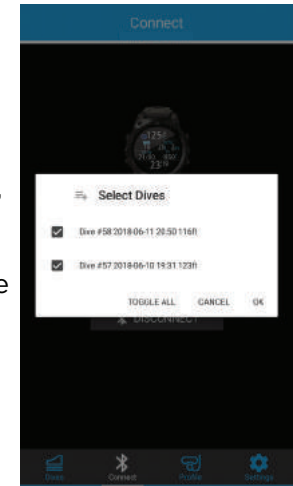 Connect
Select Dives
Dive #58 2018-06-11 20:50 116ft
Dive #57 2018-06-10 19:31 123ft
TOGGLE ALL CANCEL OK
DISCONNECT
Dives Connect Profile Settings